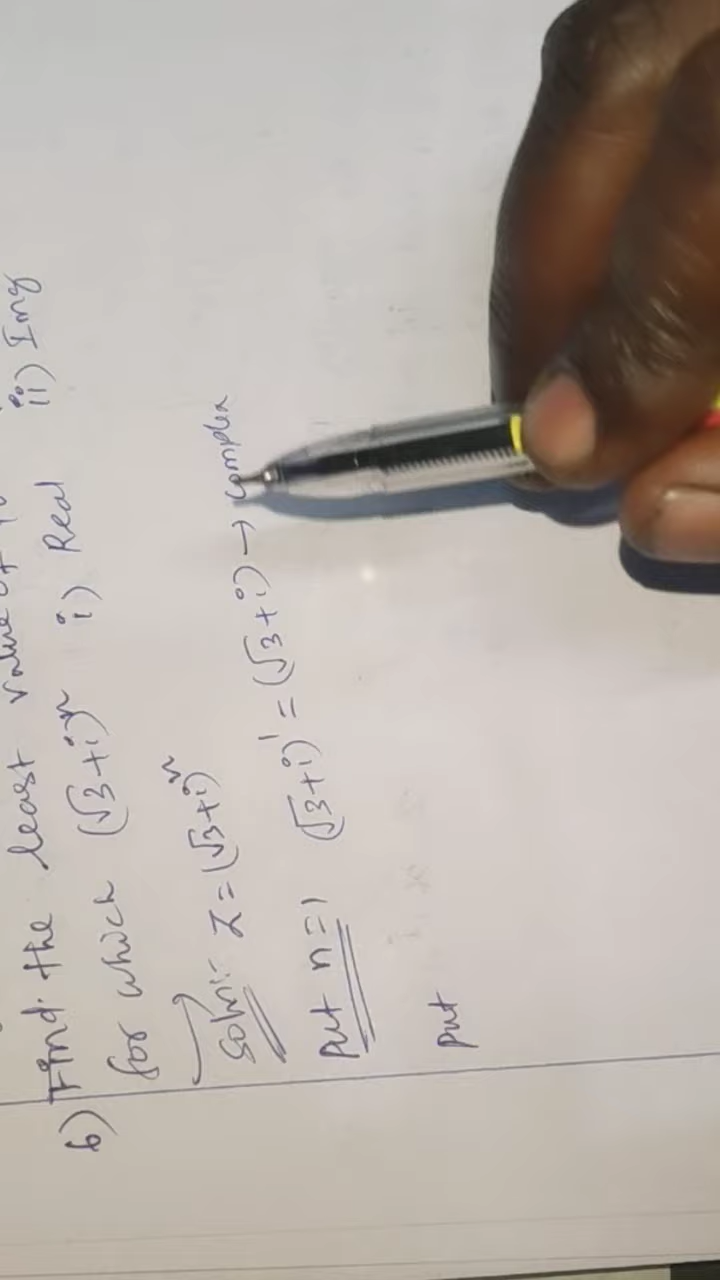 6) Find the least value of
for which (√3+i)ⁿ i) Real ii) Img
Soln:- Z=(√3+i)ⁿ
Put n=1 (√3+i)¹=(√3+i)→complex
Put